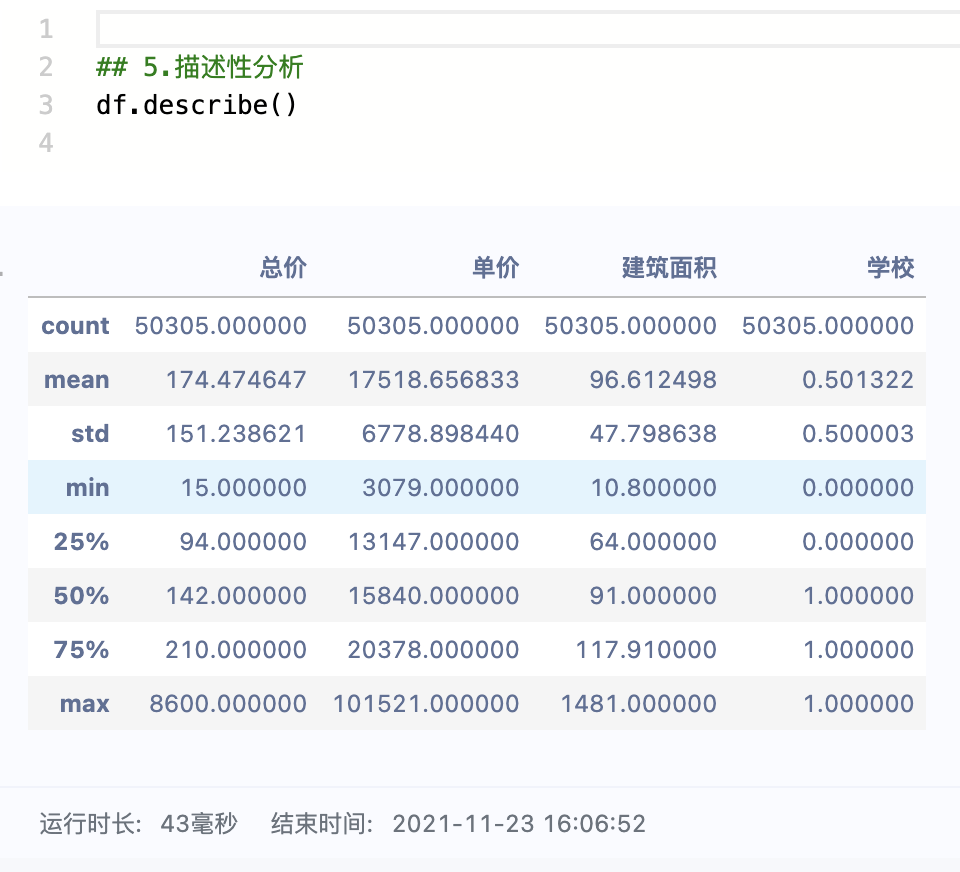 1
2 ## 5.描述性分析
3 df.describe()
4
总价 单价 建筑面积 学校
count 50305.000000 50305.000000 50305.000000 50305.000000
mean 174.474647 17518.656833 96.612498 0.501322
std 151.238621 6778.898440 47.798638 0.500003
min 15.000000 3079.000000 10.800000 0.000000
25% 94.000000 13147.000000 64.000000 0.000000
50% 142.000000 15840.000000 91.000000 1.000000
75% 210.000000 20378.000000 117.910000 1.000000
max 8600.000000 101521.000000 1481.000000 1.000000
运行时长: 43毫秒 结束时间: 2021-11-23 16:06:52